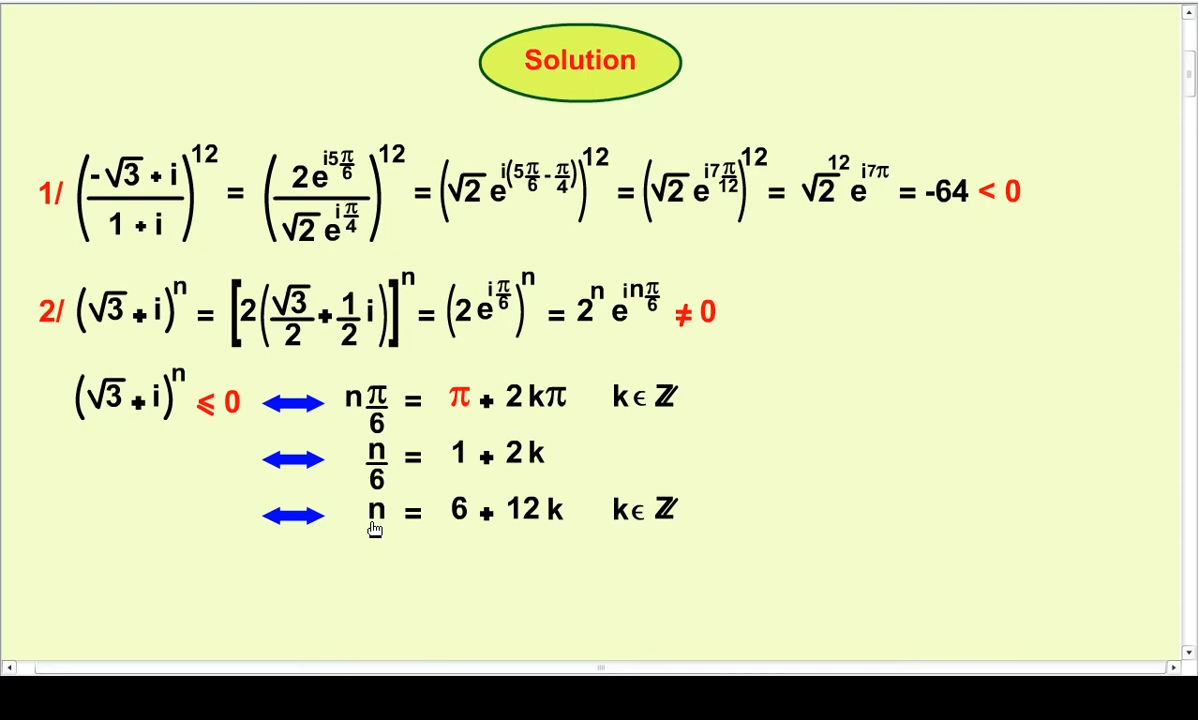 Solution
1/ ((-√3 + i)/(1 + i))^12 = ((2e^(i5π/6))/(√2 e^(iπ/4)))^12 = (√2 e^(i(5π/6 - π/4)))^12 = (√2 e^(i7π/12))^12 = √2^12 e^(i7π) = -64 < 0
2/ (√3 + i)^n = [2(√3/2 + 1/2 i)]^n = (2e^(iπ/6))^n = 2^n e^(inπ/6) ≠ 0
(√3 + i)^n ⩽ 0 ⟷ nπ/6 = π + 2kπ k ∈ ℤ
⟷ n/6 = 1 + 2k
⟷ n = 6 + 12k k ∈ ℤ